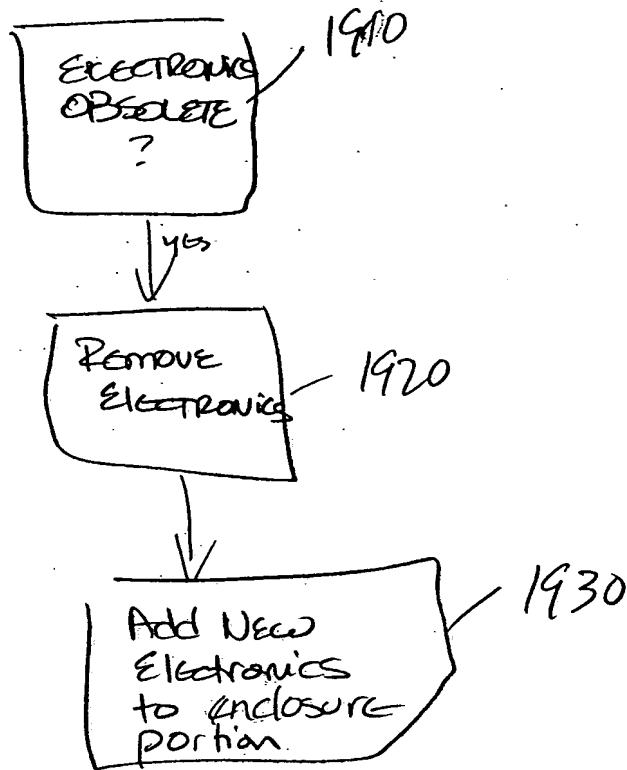 1910
ELECTRONICS
OBSOLETE
?
yes
REMOVE
ElECTRONICS
1920
1930
Add New
Electronics
to enclosure
portion